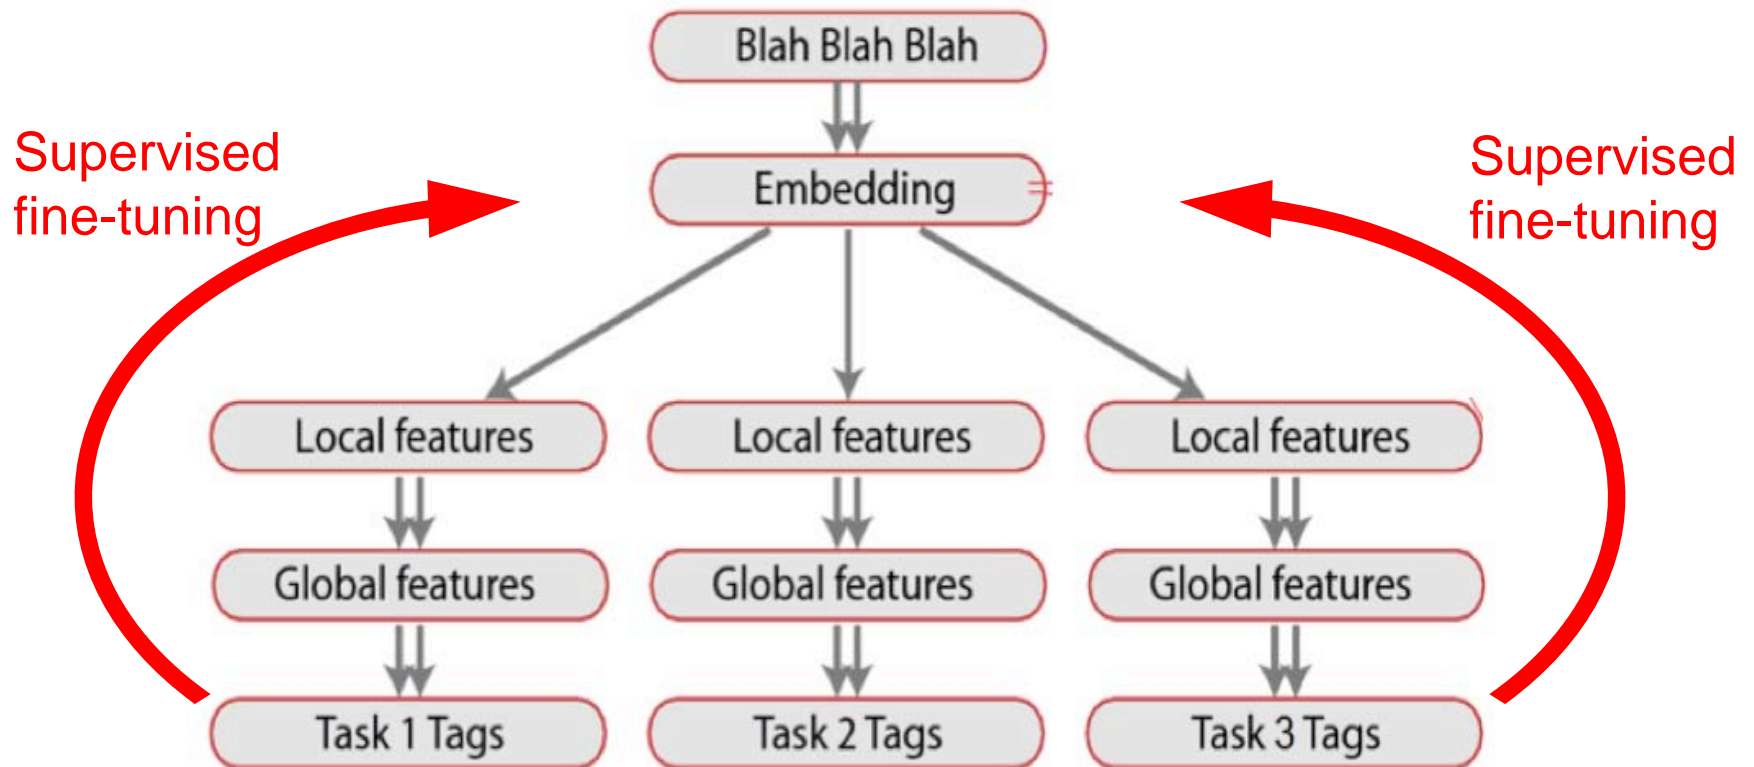 Blah Blah Blah
Supervised
fine-tuning
Embedding
Supervised
fine-tuning
Local features
Local features
Local features
Global features
Global features
Global features
Task 1 Tags
Task 2 Tags
Task 3 Tags